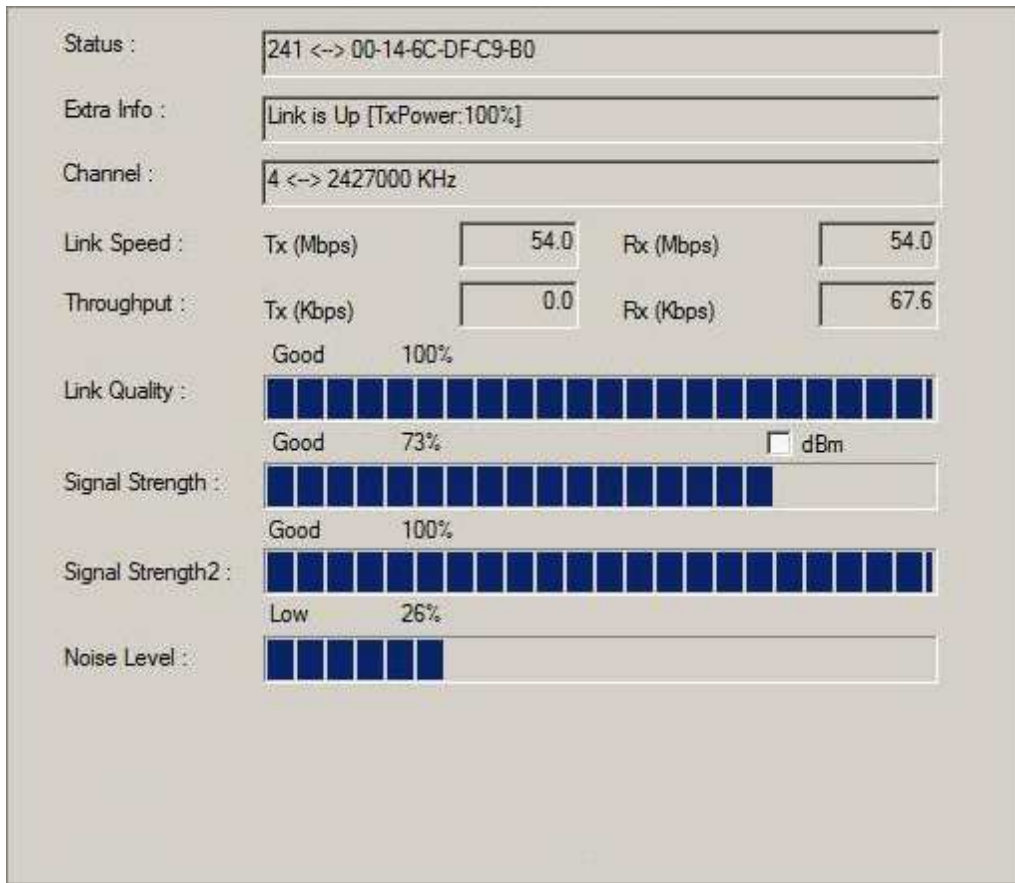 Status : 241 <--> 00-14-6C-DF-C9-B0
Extra Info : Link is Up [TxPower:100%]
Channel : 4 <--> 2427000 KHz
Link Speed : Tx (Mbps) 54.0 Rx (Mbps) 54.0
Throughput : Tx (Kbps) 0.0 Rx (Kbps) 67.6
Good 100%
Link Quality :
Good 73% dBm
Signal Strength :
Good 100%
Signal Strength2 :
Low 26%
Noise Level :